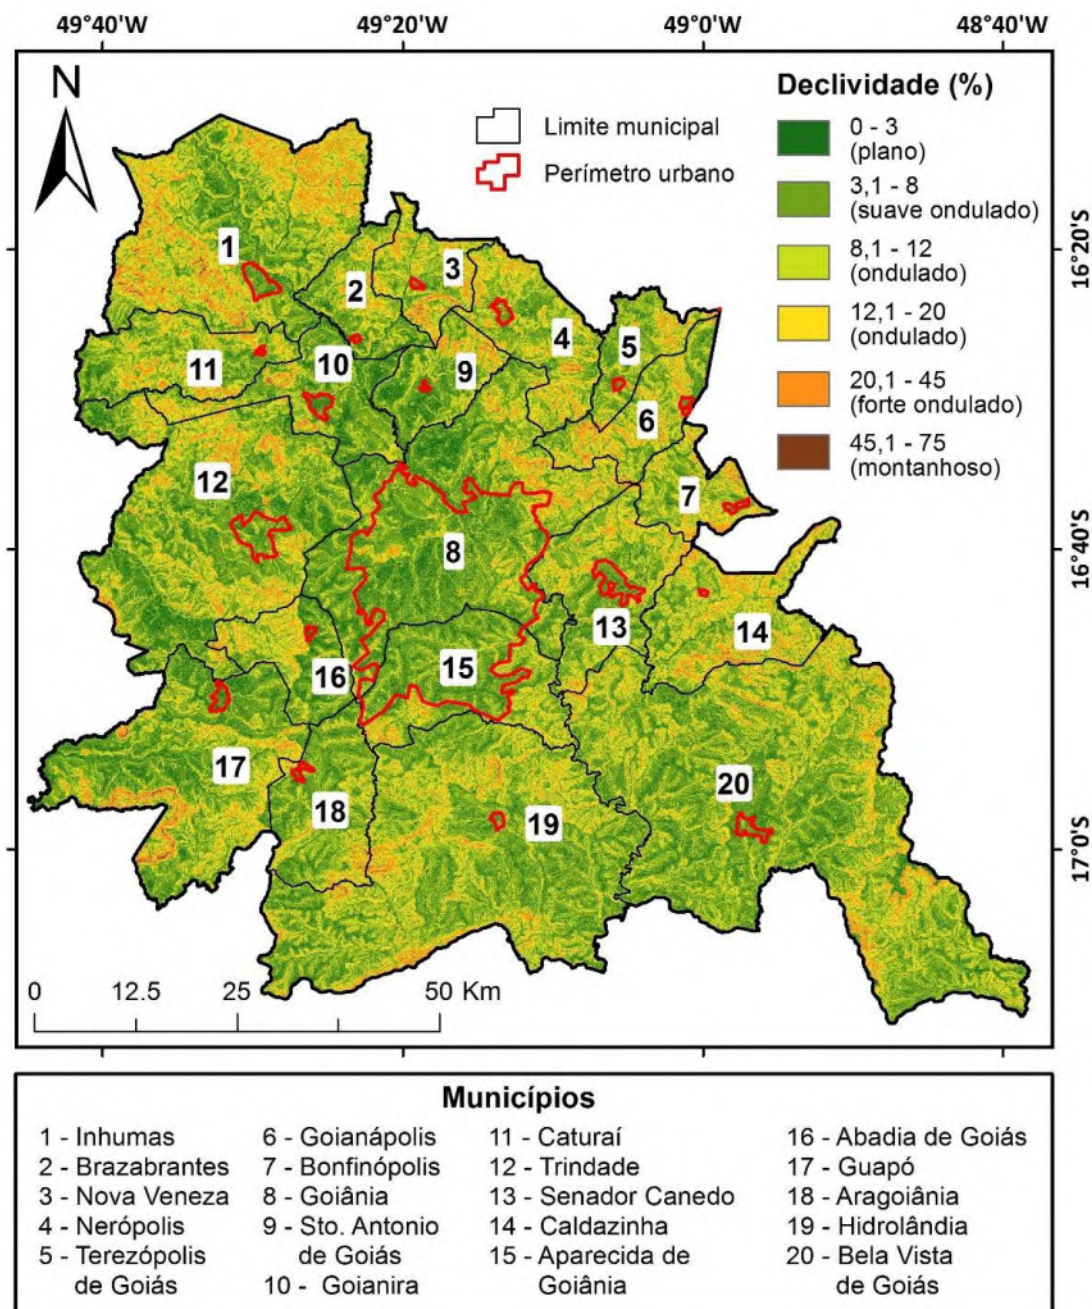 49°40'W 49°20'W 49°0'W 48°40'W
N
Limite municipal
Perímetro urbano
Declividade (%)
0 - 3
(plano)
3,1 - 8
(suave ondulado)
8,1 - 12
(ondulado)
12,1 - 20
(ondulado)
20,1 - 45
(forte ondulado)
45,1 - 75
(montanhoso)
16°20'S
16°40'S
17°0'S
1
2
3
4
5
6
7
8
9
10
11
12
13
14
15
16
17
18
19
20
0 12.5 25 50 Km
Municípios
1 - Inhumas
2 - Brazabrantes
3 - Nova Veneza
4 - Nerópolis
5 - Terezópolis
de Goiás
6 - Goianápolis
7 - Bonfinópolis
8 - Goiânia
9 - Sto. Antonio
de Goiás
10 - Goianira
11 - Caturaí
12 - Trindade
13 - Senador Canedo
14 - Caldazinha
15 - Aparecida de
Goiânia
16 - Abadia de Goiás
17 - Guapó
18 - Aragoiânia
19 - Hidrolândia
20 - Bela Vista
de Goiás